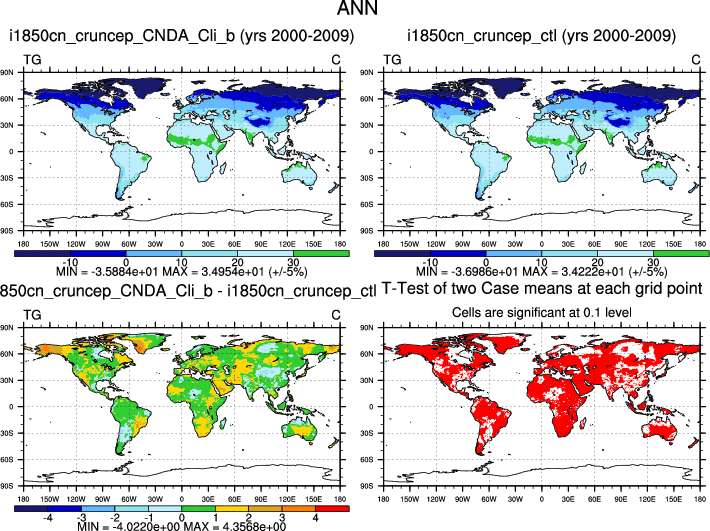 ANN
i1850cn_cruncep_CNDA_Cli_b (yrs 2000-2009)
TG C
90N
60N
30N
0
30S
60S
90S
180 150W 120W 90W 60W 30W 0 30E 60E 90E 120E 150E 180
-10 0 10 20 30
MIN = -3.5884e+01 MAX = 3.4954e+01 (+/-5%)
i1850cn_cruncep_ctl (yrs 2000-2009)
TG C
90N
60N
30N
0
30S
60S
90S
180 150W 120W 90W 60W 30W 0 30E 60E 90E 120E 150E 180
-10 0 10 20 30
MIN = -3.6986e+01 MAX = 3.4222e+01 (+/-5%)
850cn_cruncep_CNDA_Cli_b - i1850cn_cruncep_ctl
TG C
90N
60N
30N
0
30S
60S
90S
180 150W 120W 90W 60W 30W 0 30E 60E 90E 120E 150E 180
-4 -3 -2 -1 0 1 2 3 4
MIN = -4.0220e+00 MAX = 4.3568e+00
T-Test of two Case means at each grid point
Cells are significant at 0.1 level
90N
60N
30N
0
30S
60S
90S
180 150W 120W 90W 60W 30W 0 30E 60E 90E 120E 150E 180